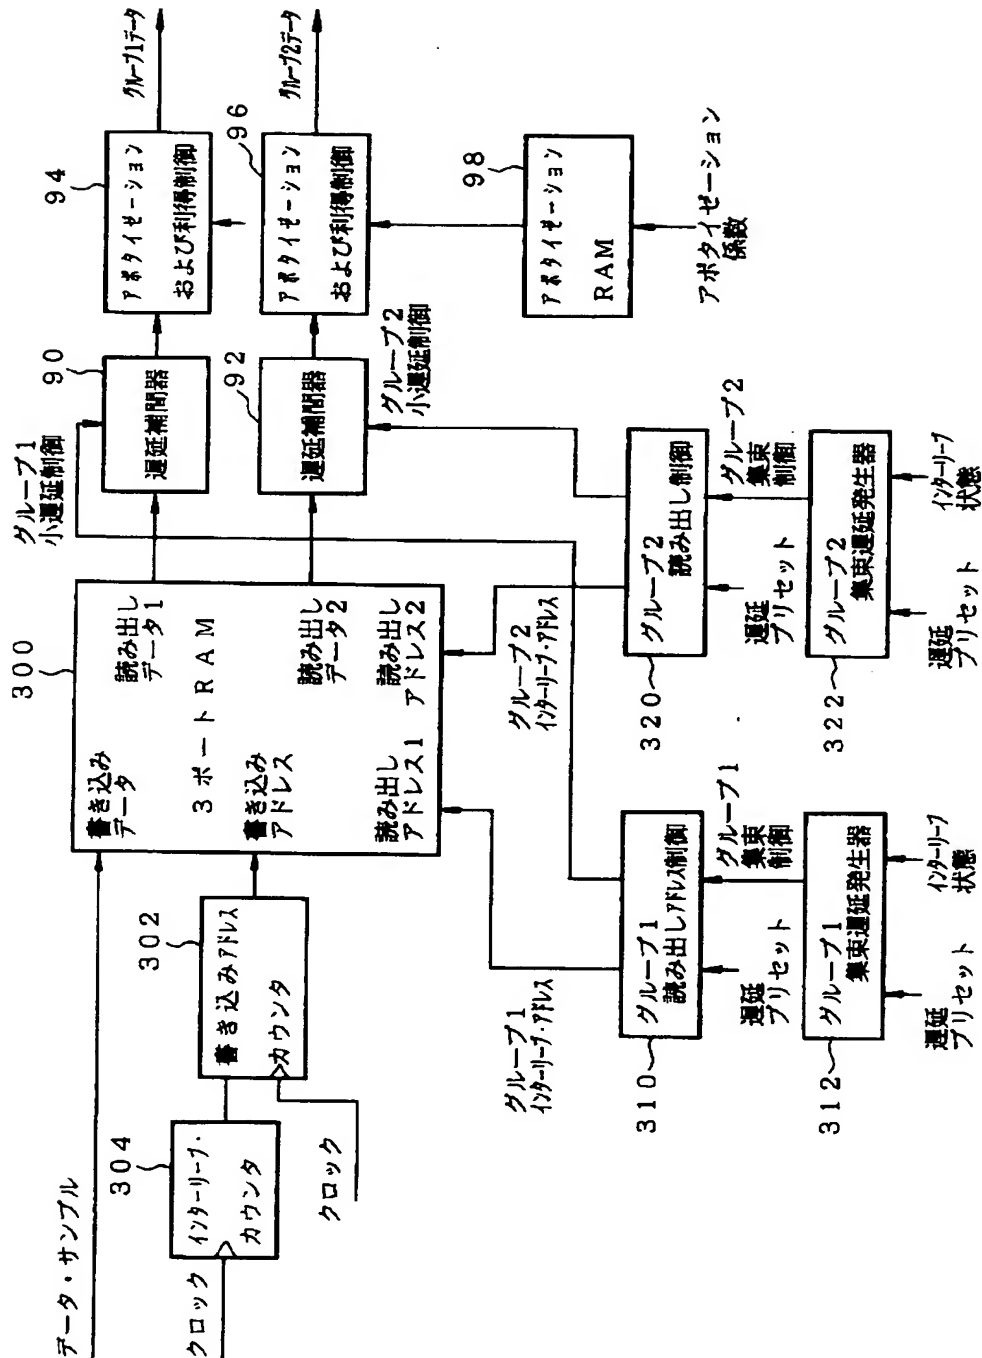 データ・サンプル
クロック
304
インターリーブ・
カウンタ
クロック
302
書き込みアドレス
カウンタ
300
書き込み
データ
3ポートRAM
書き込み
アドレス
読み出し
データ1
読み出し
データ2
読み出し
アドレス1
読み出し
アドレス2
グループ1
小遅延制御
90
遅延補間器
92
遅延補間器
グループ2
小遅延制御
94
アポタイゼーション
および利得制御
グループ1データ
96
アポタイゼーション
および利得制御
グループ2データ
98
アポタイゼーション
RAM
アポタイゼーション
係数
グループ1
インターリーブ・アドレス
グループ2
インターリーブ・アドレス
310
グループ1
読み出しアドレス制御
遅延
プリセット
グループ1
集束
制御
312
グループ1
集束遅延発生器
遅延
プリセット
インターリーブ
状態
320
グループ2
読み出し制御
遅延
プリセット
グループ2
集束
制御
322
グループ2
集束遅延発生器
遅延
プリセット
インターリーブ
状態